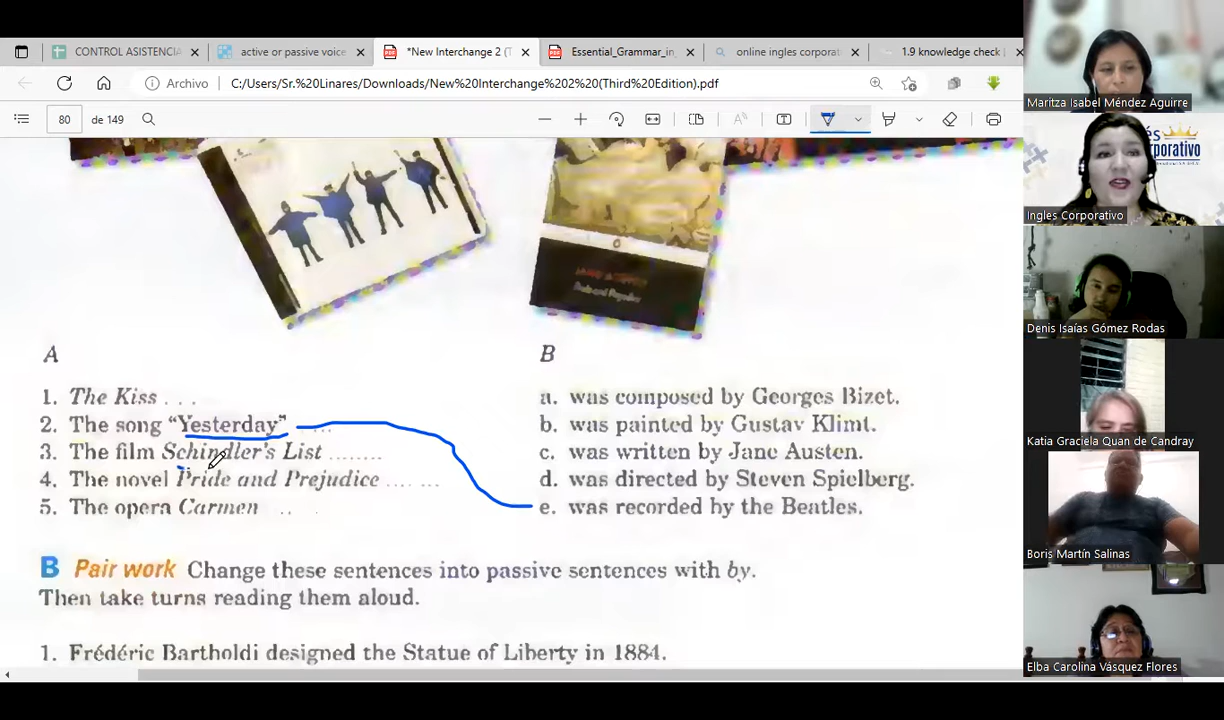 CONTROL ASISTENCIA
active or passive voice
*New Interchange 2 (T
Essential_Grammar_in_
online ingles corporat
1.9 knowledge check
Archivo
C:/Users/Sr.%20Linares/Downloads/New%20Interchange%202%20(Third%20Edition).pdf
80 de 149
A
1. The Kiss . . .
2. The song “Yesterday” . . .
3. The film Schindler's List ........
4. The novel Pride and Prejudice .... ...
5. The opera Carmen .. .
B
a. was composed by Georges Bizet.
b. was painted by Gustav Klimt.
c. was written by Jane Austen.
d. was directed by Steven Spielberg.
e. was recorded by the Beatles.
B Pair work Change these sentences into passive sentences with by.
Then take turns reading them aloud.
1. Frédéric Bartholdi designed the Statue of Liberty in 1884.
Maritza Isabel Méndez Aguirre
Ingles Corporativo
Denis Isaías Gómez Rodas
Katia Graciela Quan de Candray
Boris Martín Salinas
Elba Carolina Vásquez Flores